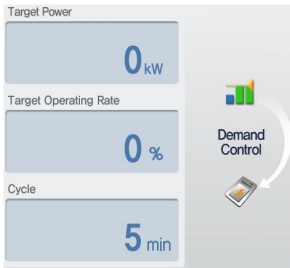 Target Power
0 kW
Target Operating Rate
0 %
Demand
Control
Cycle
5 min